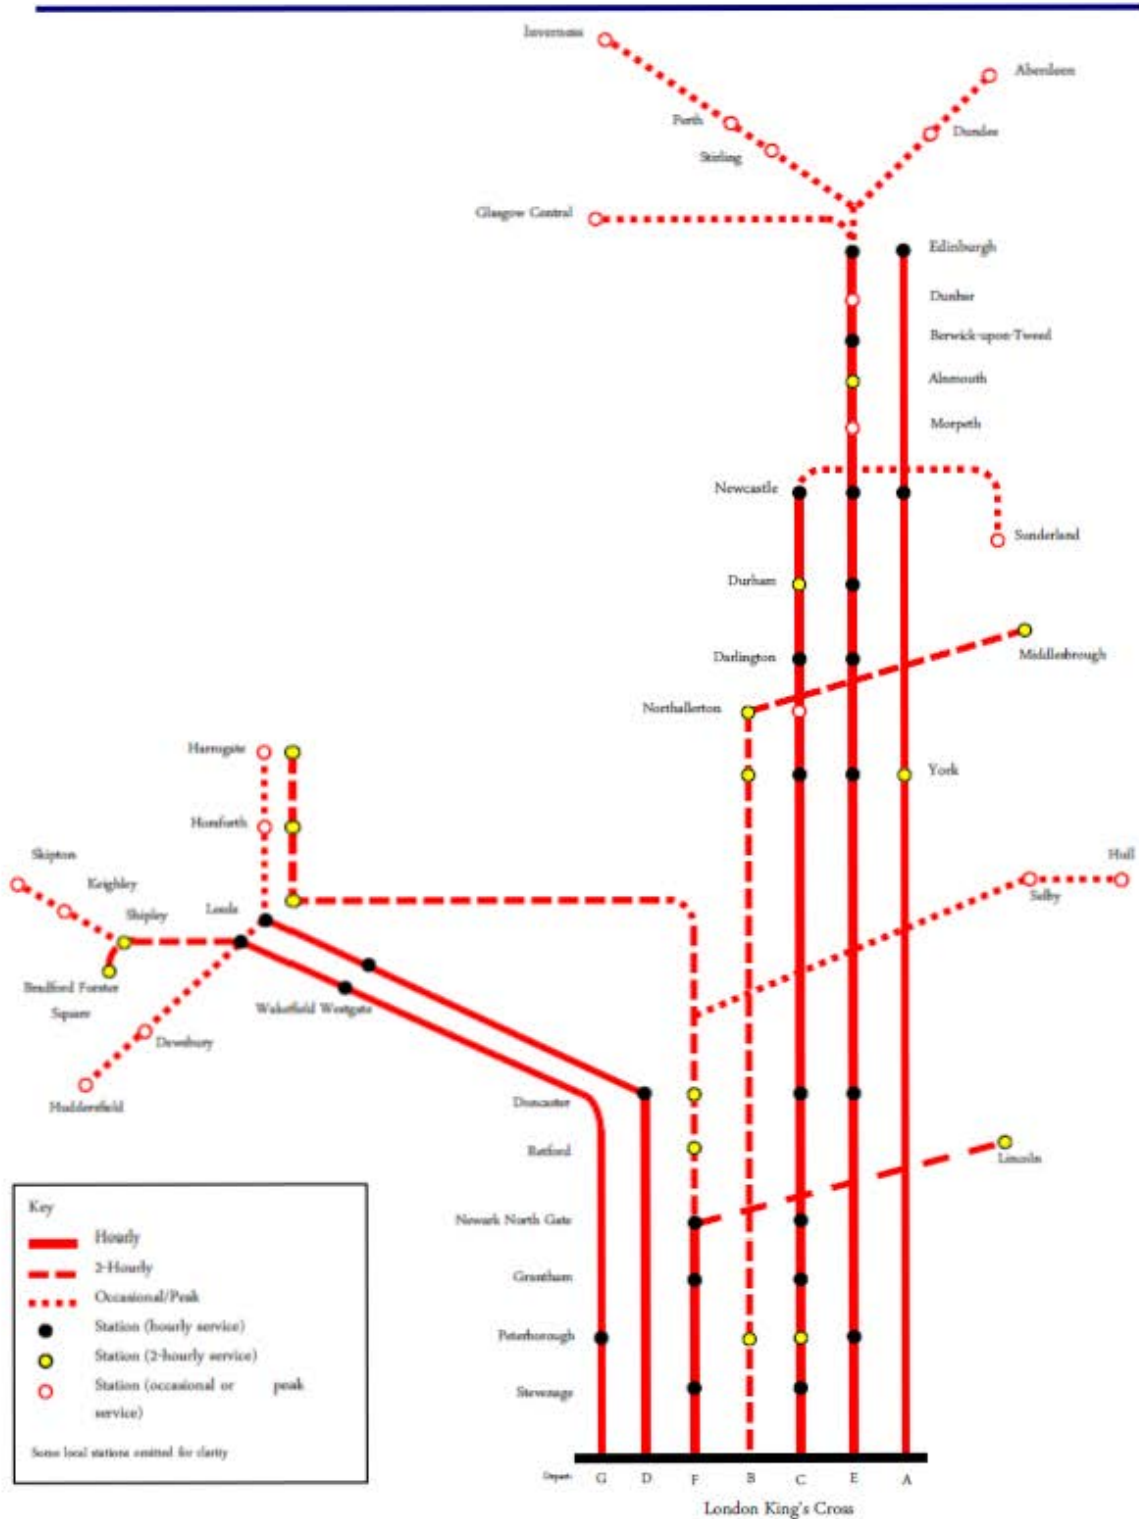 Inverness
Aberdeen
Perth
Dundee
Stirling
Glasgow Central
Edinburgh
Dunbar
Berwick-upon-Tweed
Alnmouth
Morpeth
Newcastle
Sunderland
Durham
Darlington
Middlesbrough
Northallerton
Harrogate
York
Horsforth
Skipton
Hull
Keighley
Selby
Leeds
Shipley
Bradford Forster
Square
Wakefield Westgate
Dewsbury
Huddersfield
Doncaster
Retford
Lincoln
Newark North Gate
Grantham
Peterborough
Stevenage
Key
Hourly
2-Hourly
Occasional/Peak
Station (hourly service)
Station (2-hourly service)
Station (occasional or peak
service)
Some local stations omitted for clarity
Depart: G D F B C E A
London King's Cross